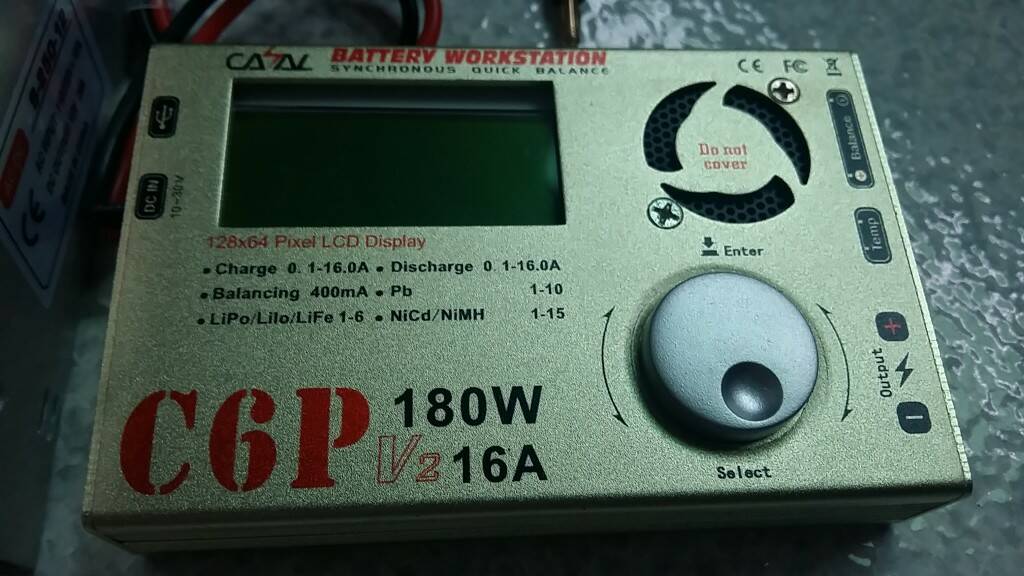 BATTERY WORKSTATION
SYNCHRONOUS QUICK BALANCE
CE FC
DC IN
10~30V
Do not
cover
Balance
Temp
128x64 Pixel LCD Display
• Charge 0. 1-16.0A • Discharge 0. 1-16.0A
• Balancing 400mA • Pb 1-10
• LiPo/LiIo/LiFe 1-6 • NiCd/NiMH 1-15
Enter
Output
+
−
C6P 180W
V2 16A
Select
CE